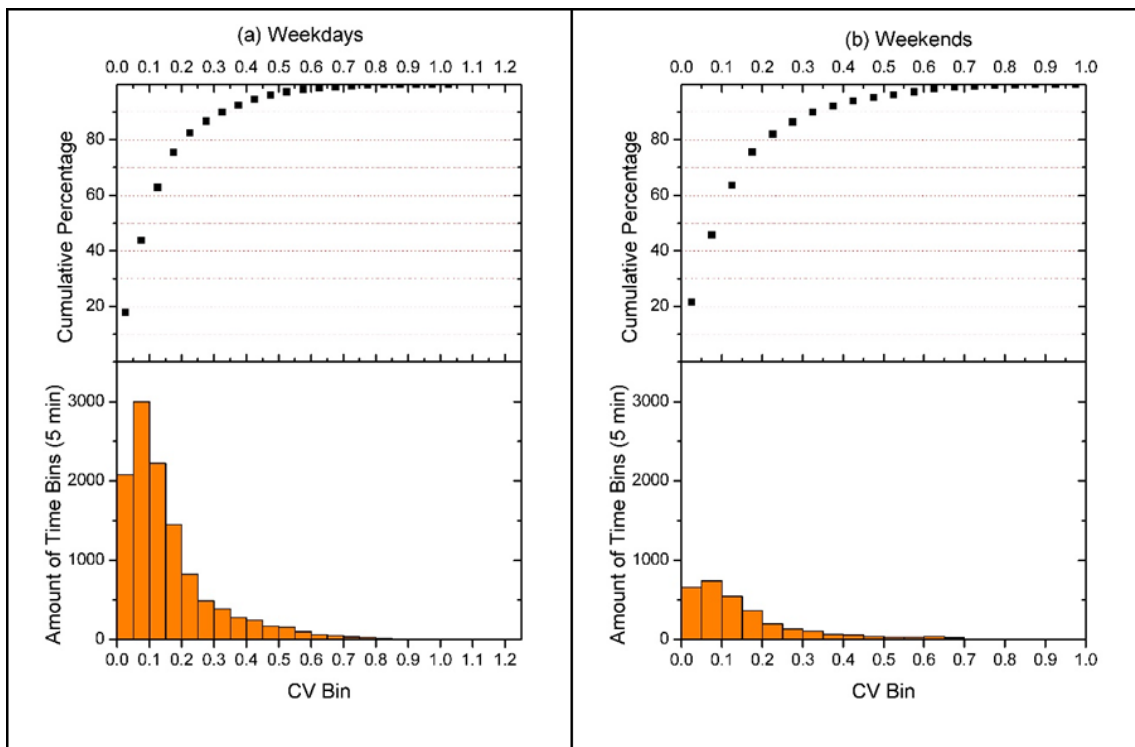 (a) Weekdays
0.0 0.1 0.2 0.3 0.4 0.5 0.6 0.7 0.8 0.9 1.0 1.1 1.2
Cumulative Percentage
80
60
40
20
Amount of Time Bins (5 min)
3000
2000
1000
0
0.0 0.1 0.2 0.3 0.4 0.5 0.6 0.7 0.8 0.9 1.0 1.1 1.2
CV Bin
(b) Weekends
0.0 0.1 0.2 0.3 0.4 0.5 0.6 0.7 0.8 0.9 1.0
Cumulative Percentage
80
60
40
20
Amount of Time Bins (5 min)
3000
2000
1000
0
0.0 0.1 0.2 0.3 0.4 0.5 0.6 0.7 0.8 0.9 1.0
CV Bin